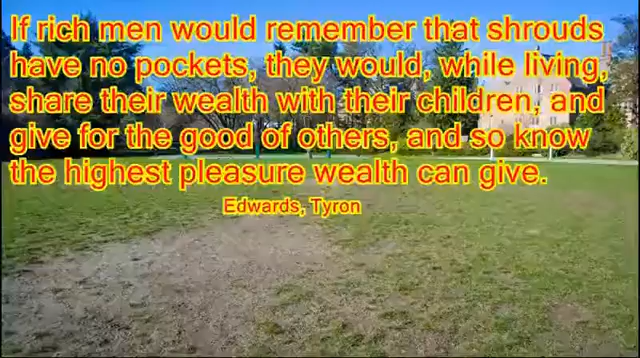 If rich men would remember that shrouds
have no pockets, they would, while living,
share their wealth with their children, and
give for the good of others, and so know
the highest pleasure wealth can give.
Edwards, Tyron